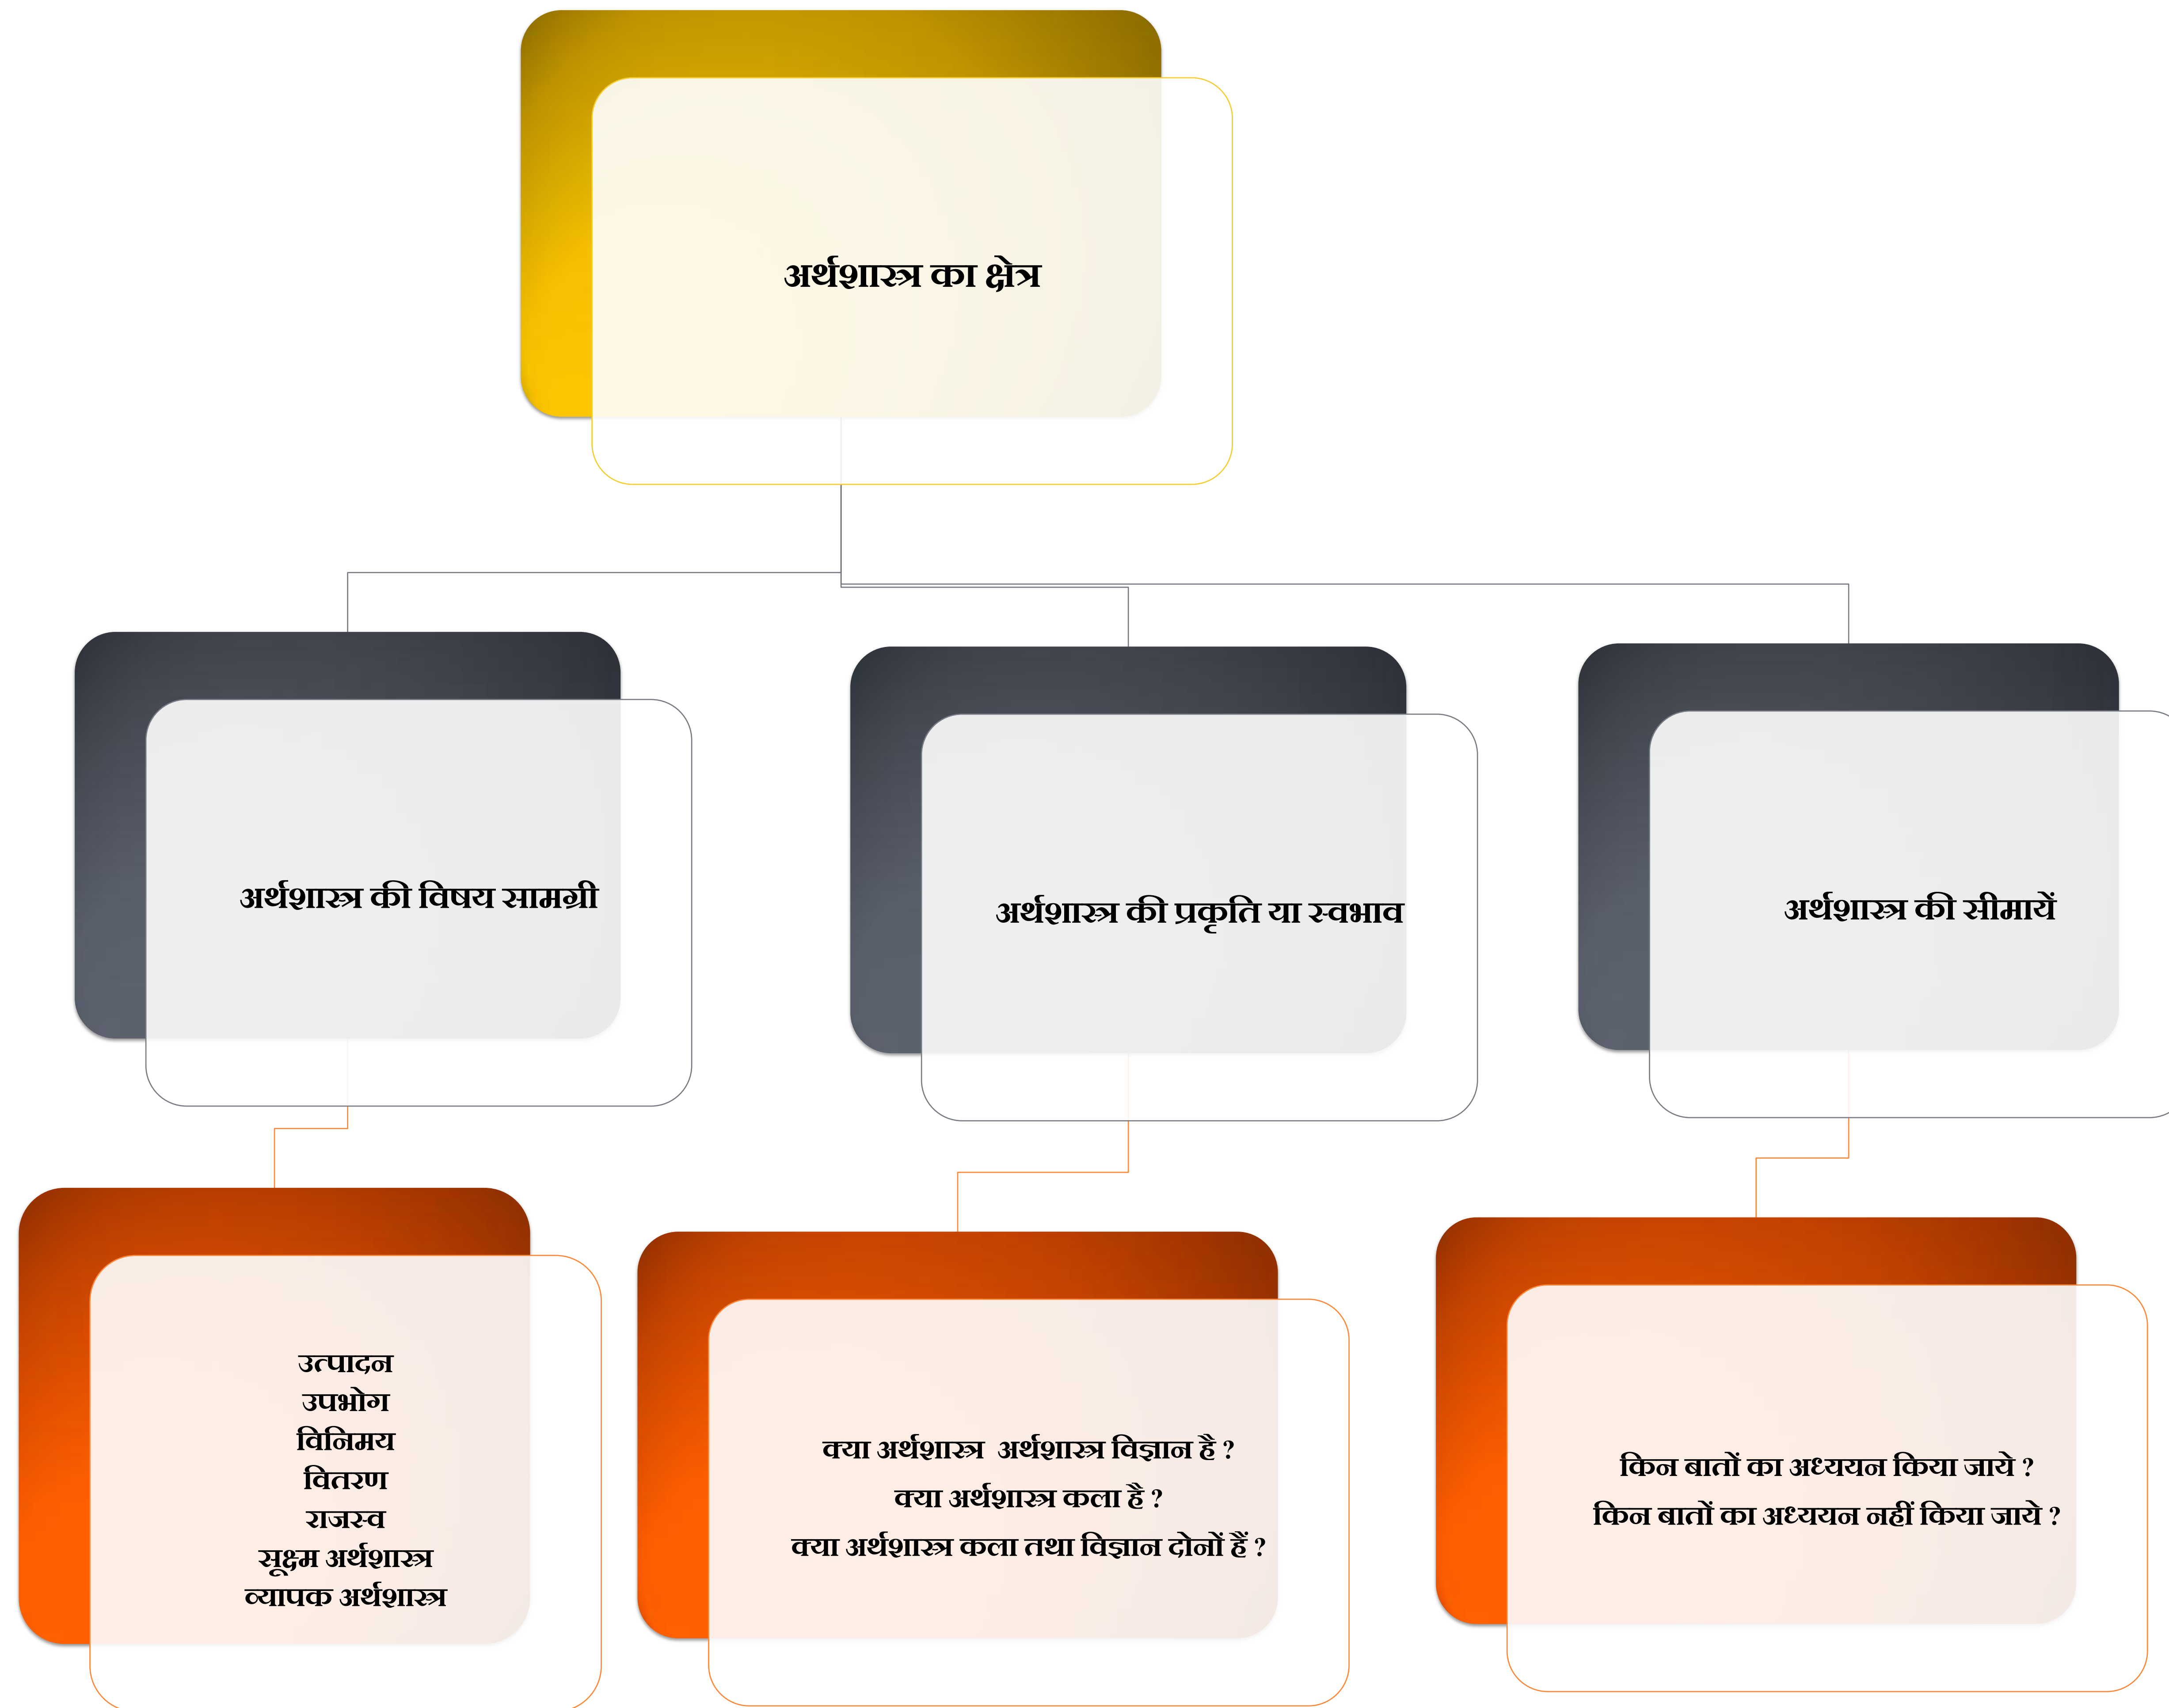 अर्थशास्त्र का क्षेत्र
अर्थशास्त्र की विषय सामग्री
अर्थशास्त्र की प्रकृति या स्वभाव
अर्थशास्त्र की सीमायें
उत्पादन
उपभोग
विनिमय
वितरण
राजस्व
सूक्ष्म अर्थशास्त्र
व्यापक अर्थशास्त्र
क्या अर्थशास्त्र अर्थशास्त्र विज्ञान है ?
क्या अर्थशास्त्र कला है ?
क्या अर्थशास्त्र कला तथा विज्ञान दोनों हैं ?
किन बातों का अध्ययन किया जाये ?
किन बातों का अध्ययन नहीं किया जाये ?